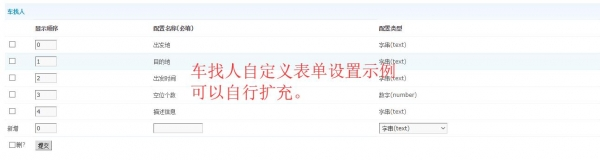 车找人
显示顺序 配置名称(必填) 配置类型
0 出发地 字串(text)
1 目的地 字串(text)
2 出发时间 字串(text)
3 空位个数 数字(number)
4 描述信息 字串(text)
新增 0 字串(text)
删? 提交
车找人自定义表单设置示例
可以自行扩充。